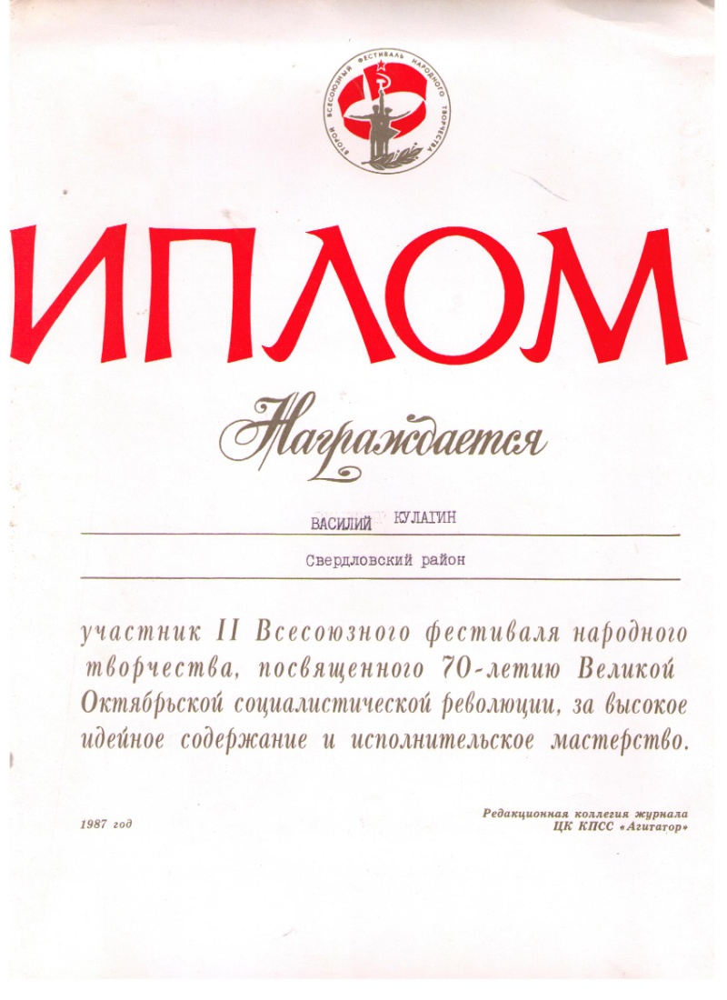 ВТОРОЙ ВСЕСОЮЗНЫЙ ФЕСТИВАЛЬ НАРОДНОГО ТВОРЧЕСТВА
ИПЛОМ
Награждается
ВАСИЛИЙ КУЛАГИН
Свердловский район
участник II Всесоюзного фестиваля народного
творчества, посвященного 70-летию Великой
Октябрьской социалистической революции, за высокое
идейное содержание и исполнительское мастерство.
1987 год
Редакционная коллегия журнала
ЦК КПСС «Агитатор»